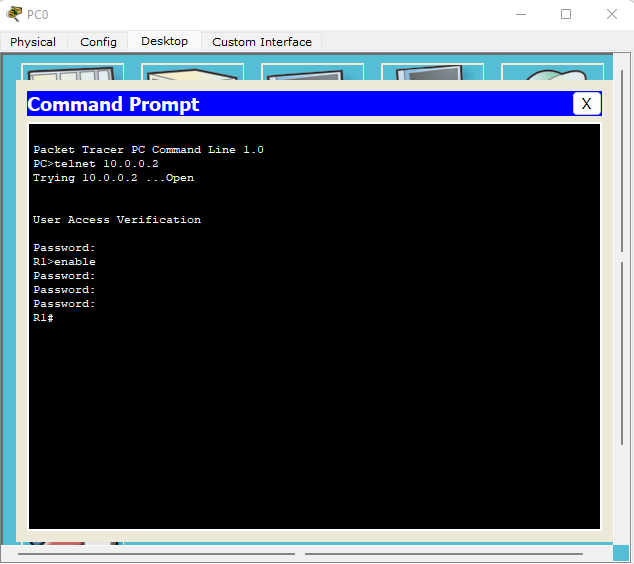 PC0
Physical Config Desktop Custom Interface
Command Prompt X
Packet Tracer PC Command Line 1.0
PC>telnet 10.0.0.2
Trying 10.0.0.2 ...Open
User Access Verification
Password:
R1>enable
Password:
Password:
Password:
R1#